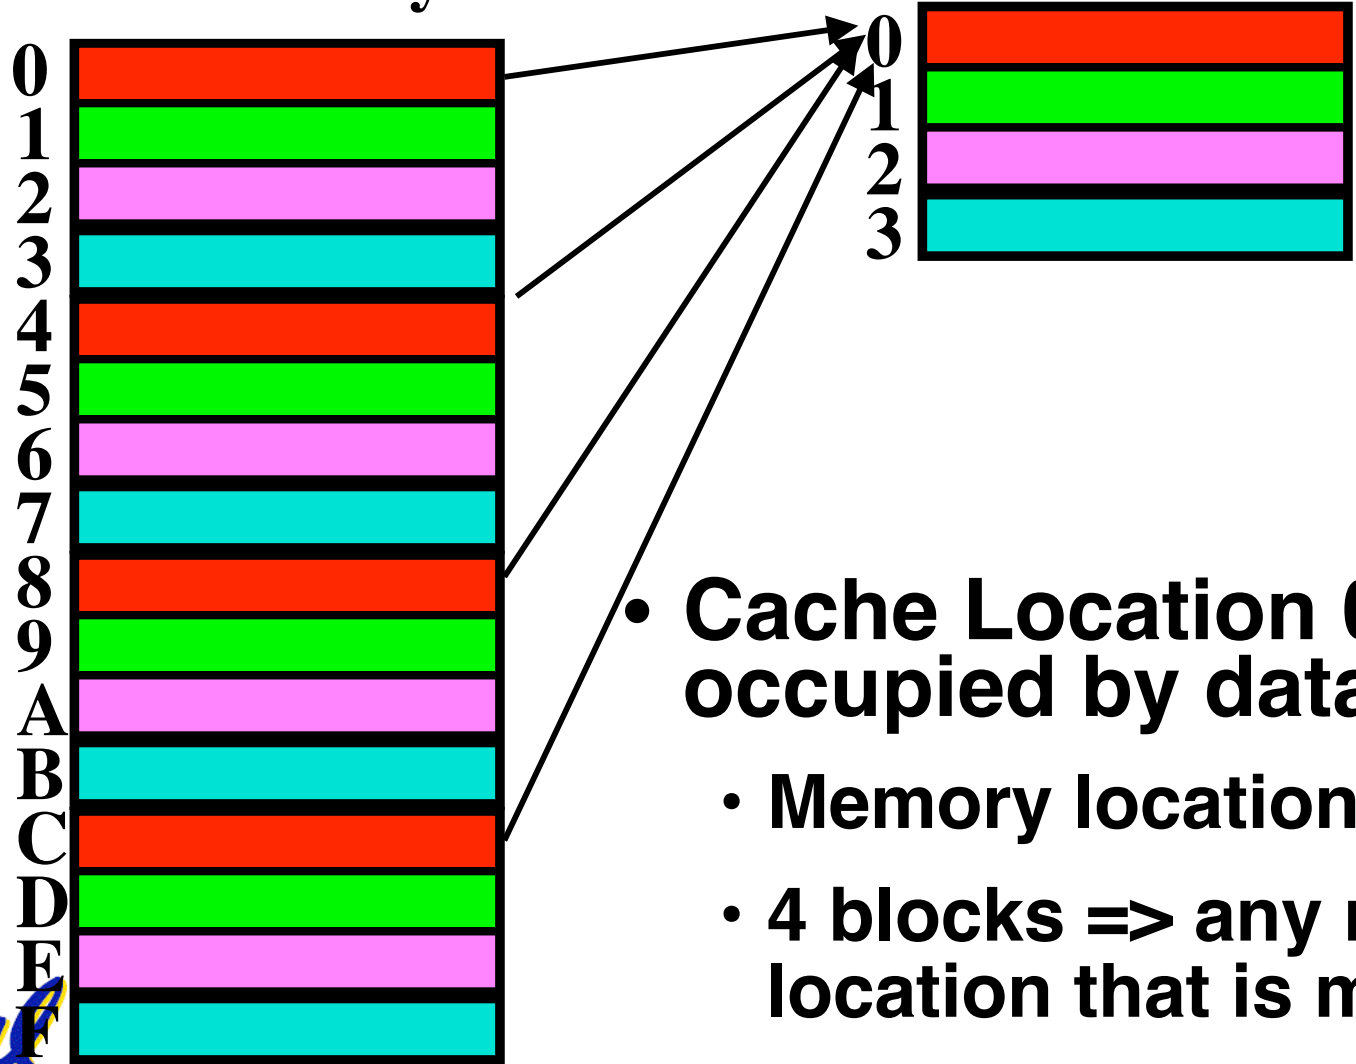 0
1
2
3
4
5
6
7
8
9
A
B
C
D
E
F
0
1
2
3
• Cache Location
occupied by data
• Memory location
• 4 blocks => any
location that is